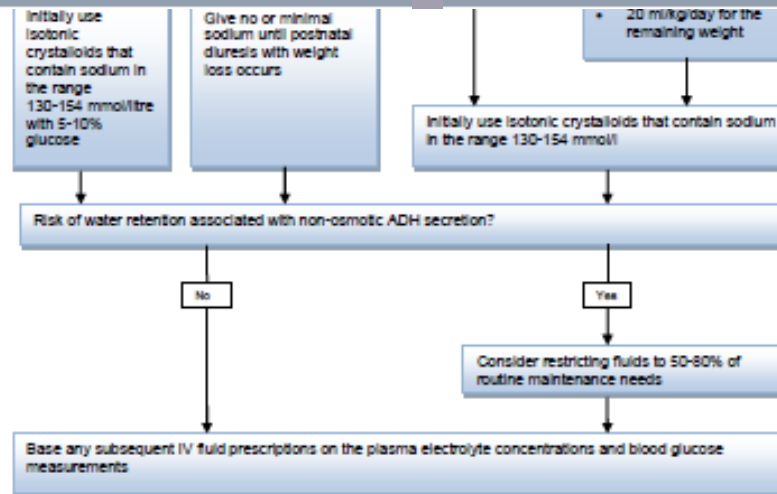 Initially use
isotonic
crystalloids that
contain sodium in
the range
130-154 mmol/litre
with 5-10%
glucose
Give no or minimal
sodium until postnatal
diuresis with weight
loss occurs
• 20 ml/kg/day for the
remaining weight
Initially use isotonic crystalloids that contain sodium
in the range 130-154 mmol/l
Risk of water retention associated with non-osmotic ADH secretion?
No
Yes
Consider restricting fluids to 50-80% of
routine maintenance needs
Base any subsequent IV fluid prescriptions on the plasma electrolyte concentrations and blood glucose
measurements